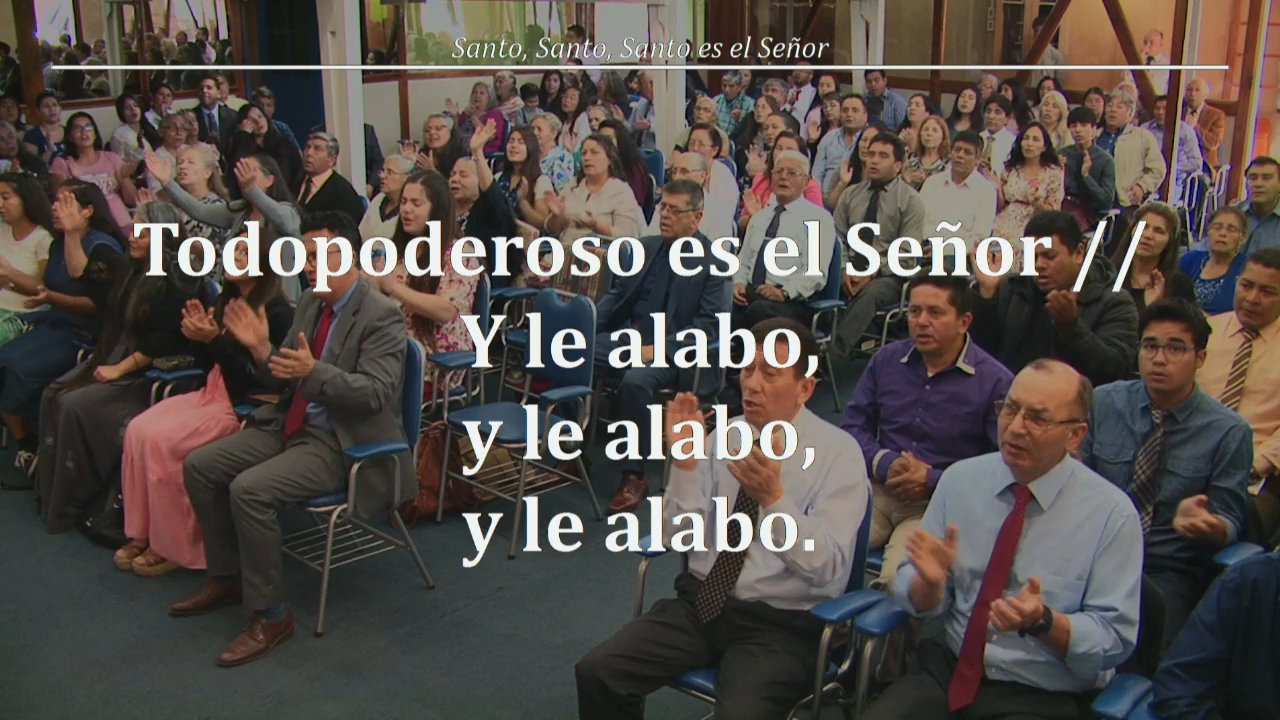 Santo, Santo, Santo es el Señor
Todopoderoso es el Señor //
Y le alabo,
y le alabo,
y le alabo.